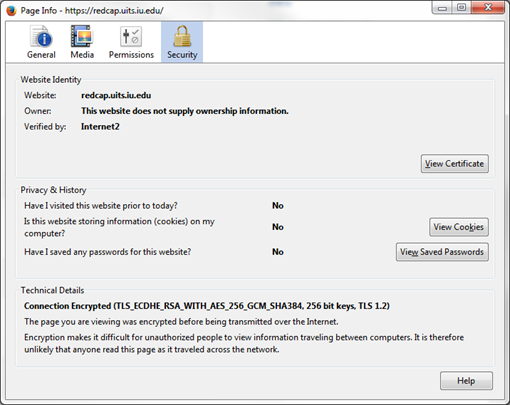 Page Info - https://redcap.uits.iu.edu/
General Media Permissions Security
Website Identity
Website: redcap.uits.iu.edu
Owner: This website does not supply ownership information.
Verified by: Internet2
View Certificate
Privacy & History
Have I visited this website prior to today? No
Is this website storing information (cookies) on my
computer? No View Cookies
Have I saved any passwords for this website? No View Saved Passwords
Technical Details
Connection Encrypted (TLS_ECDHE_RSA_WITH_AES_256_GCM_SHA384, 256 bit keys, TLS 1.2)
The page you are viewing was encrypted before being transmitted over the Internet.
Encryption makes it difficult for unauthorized people to view information traveling between computers. It is therefore
unlikely that anyone read this page as it traveled across the network.
Help